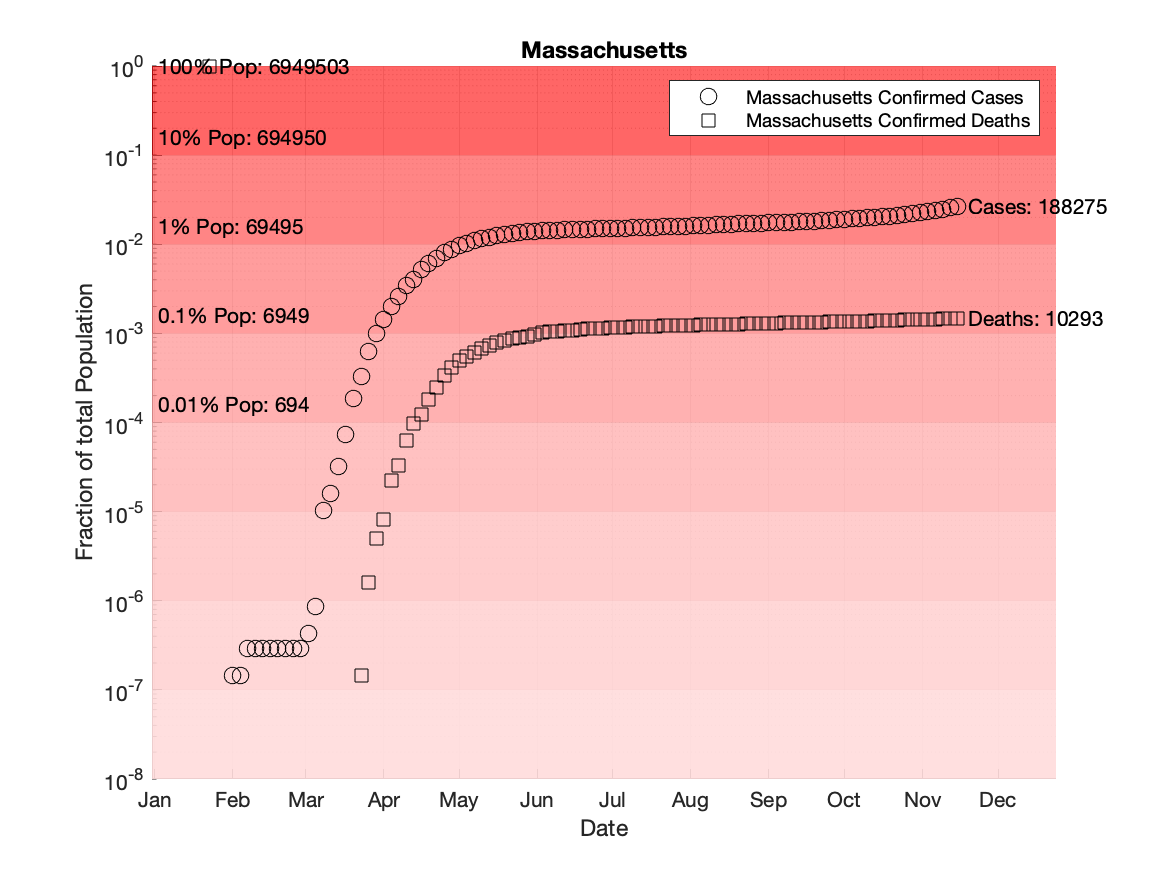 Massachusetts
Massachusetts Confirmed Cases
Massachusetts Confirmed Deaths
10^0
10^-1
10^-2
10^-3
10^-4
10^-5
10^-6
10^-7
10^-8
100% Pop: 6949503
10% Pop: 694950
1% Pop: 69495
0.1% Pop: 6949
0.01% Pop: 694
Cases: 188275
Deaths: 10293
Fraction of total Population
Jan Feb Mar Apr May Jun Jul Aug Sep Oct Nov Dec
Date